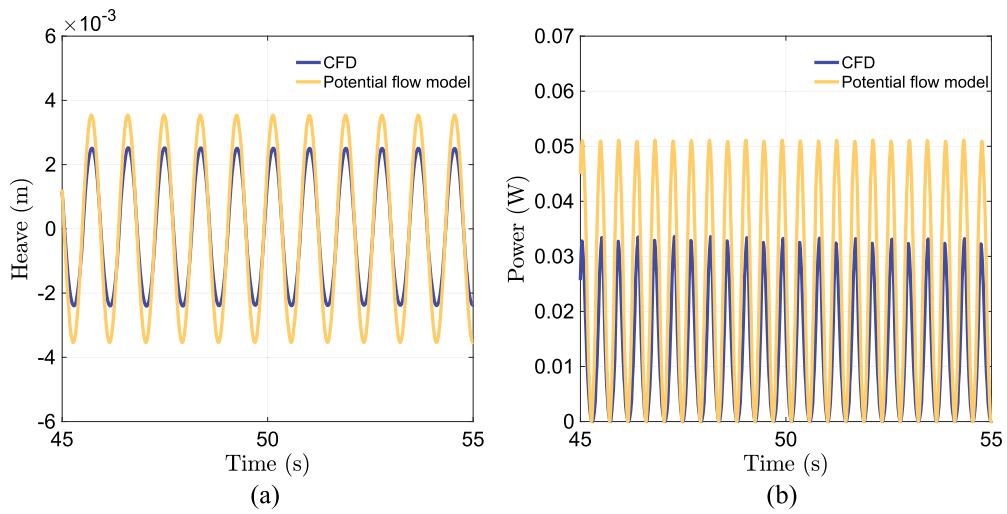 ×10⁻³
6
4
2
0
-2
-4
-6
Heave (m)
45
50
55
Time (s)
CFD
Potential flow model
(a)
0.07
0.06
0.05
0.04
0.03
0.02
0.01
0
Power (W)
45
50
55
Time (s)
CFD
Potential flow model
(b)